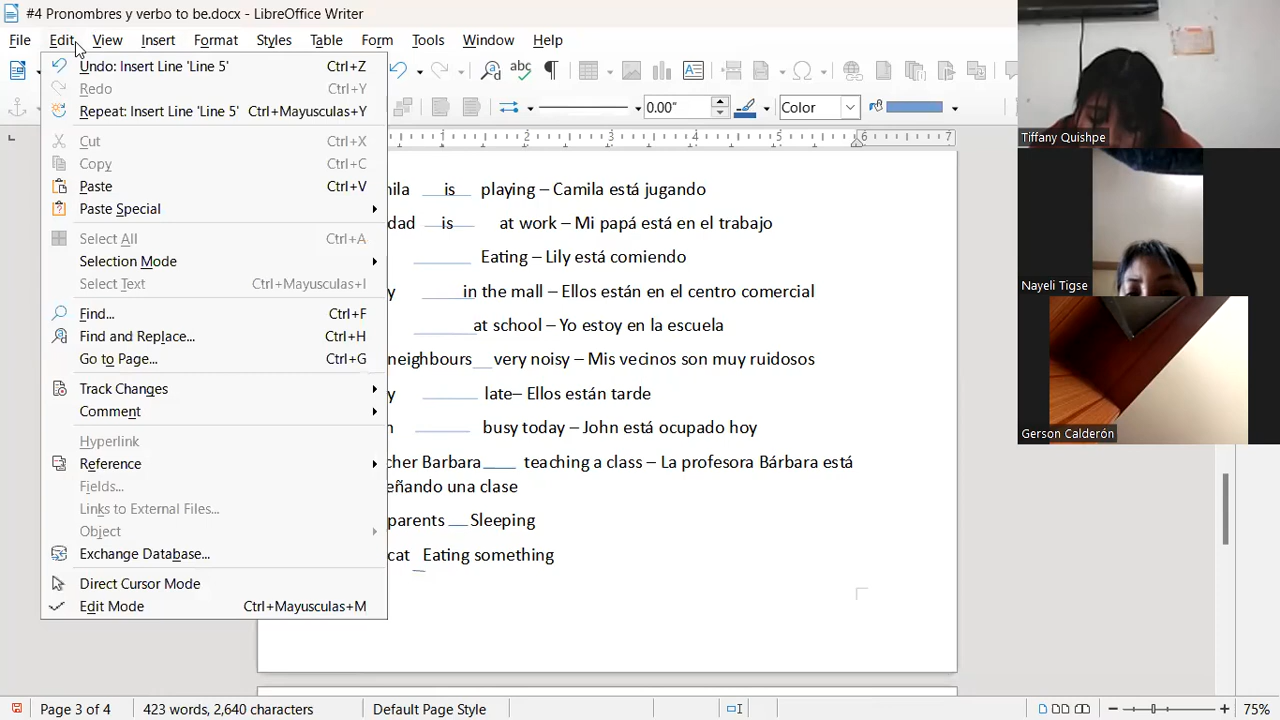 #4 Pronombres y verbo to be.docx - LibreOffice Writer
File Edit View Insert Format Styles Table Form Tools Window Help
Undo: Insert Line 'Line 5' Ctrl+Z
Redo Ctrl+Y
Repeat: Insert Line 'Line 5' Ctrl+Mayusculas+Y
Cut Ctrl+X
Copy Ctrl+C
Paste Ctrl+V
Paste Special
Select All Ctrl+A
Selection Mode
Select Text Ctrl+Mayusculas+I
Find... Ctrl+F
Find and Replace... Ctrl+H
Go to Page... Ctrl+G
Track Changes
Comment
Hyperlink
Reference
Fields...
Links to External Files...
Object
Exchange Database...
Direct Cursor Mode
Edit Mode Ctrl+Mayusculas+M
0.00" Color
1 2 3 4 5 6 7
mila is playing – Camila está jugando
dad is at work – Mi papá está en el trabajo
Eating – Lily está comiendo
y in the mall – Ellos están en el centro comercial
at school – Yo estoy en la escuela
neighbours very noisy – Mis vecinos son muy ruidosos
y late– Ellos están tarde
n busy today – John está ocupado hoy
cher Barbara teaching a class – La profesora Bárbara está
eñando una clase
parents Sleeping
cat Eating something
Tiffany Quishpe
Nayeli Tigse
Gerson Calderón
Page 3 of 4 423 words, 2,640 characters Default Page Style 75%